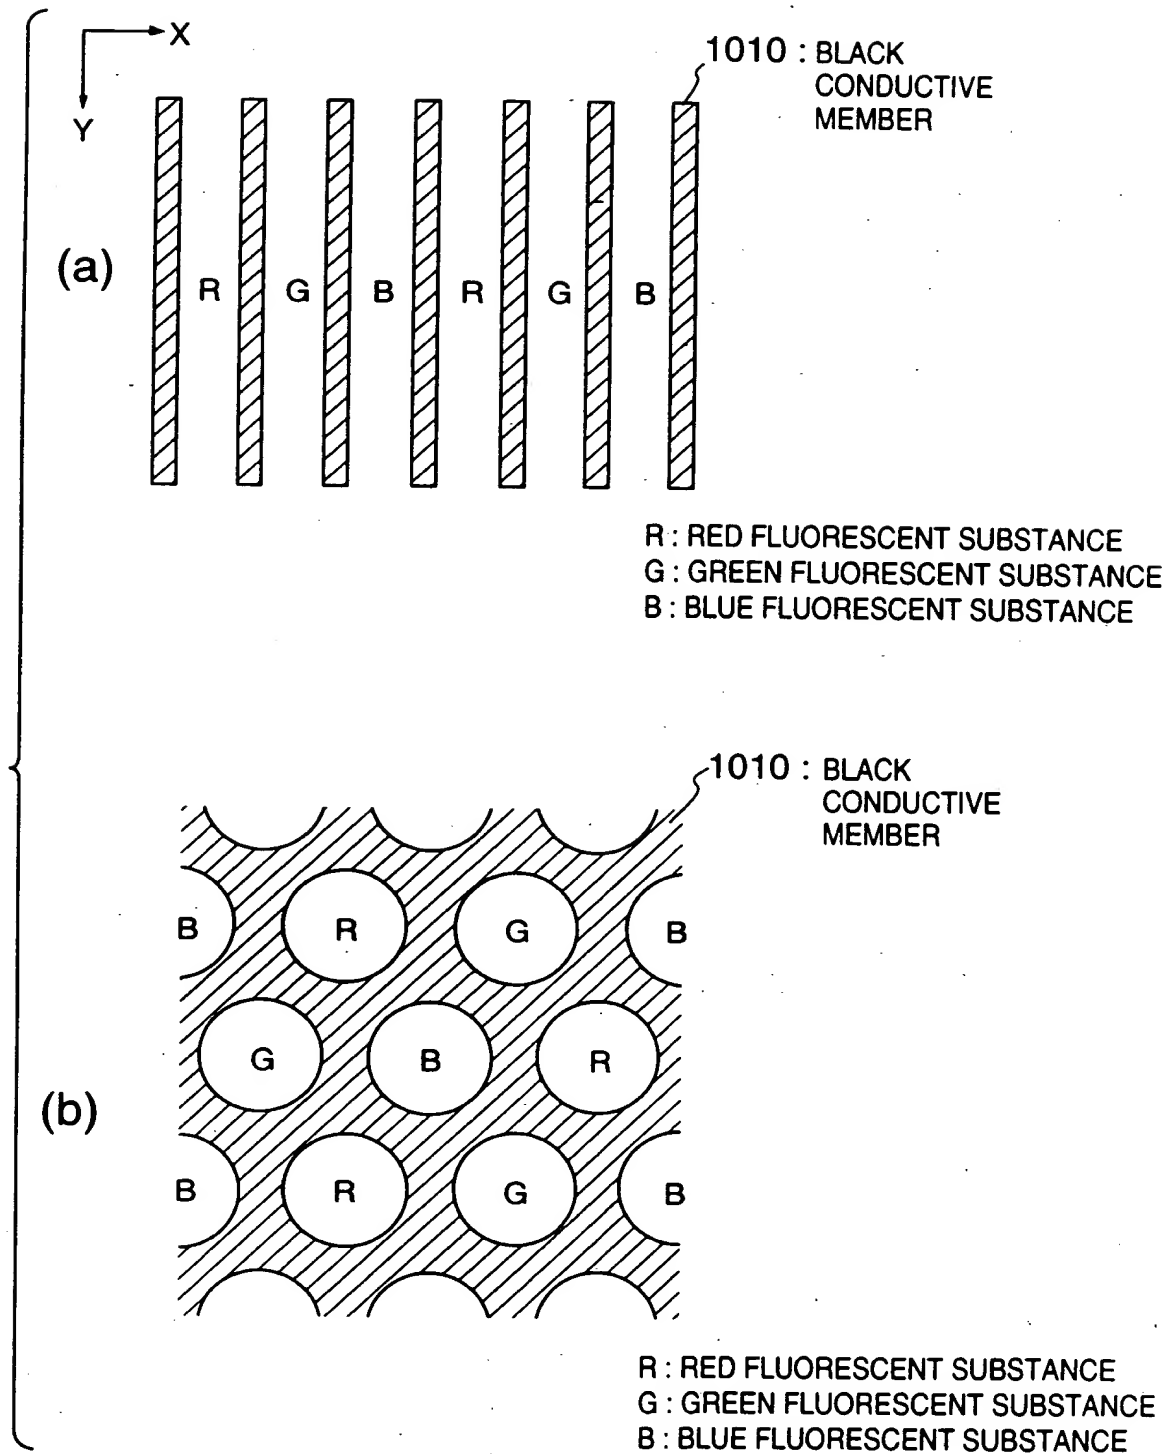 X
Y
1010 : BLACK
CONDUCTIVE
MEMBER
(a)
R G B R G B
R : RED FLUORESCENT SUBSTANCE
G : GREEN FLUORESCENT SUBSTANCE
B : BLUE FLUORESCENT SUBSTANCE
1010 : BLACK
CONDUCTIVE
MEMBER
B R G B
G B R
(b)
B R G B
R : RED FLUORESCENT SUBSTANCE
G : GREEN FLUORESCENT SUBSTANCE
B : BLUE FLUORESCENT SUBSTANCE